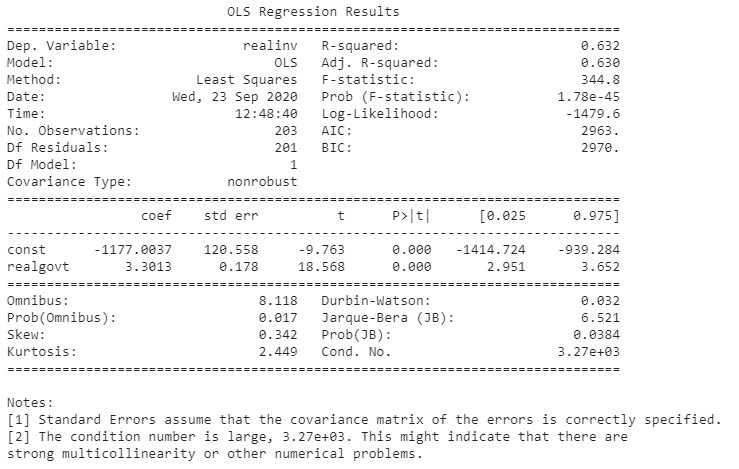 OLS Regression Results
==============================================================================
Dep. Variable: realinv R-squared: 0.632
Model: OLS Adj. R-squared: 0.630
Method: Least Squares F-statistic: 344.8
Date: Wed, 23 Sep 2020 Prob (F-statistic): 1.78e-45
Time: 12:48:40 Log-Likelihood: -1479.6
No. Observations: 203 AIC: 2963.
Df Residuals: 201 BIC: 2970.
Df Model: 1
Covariance Type: nonrobust
==============================================================================
coef std err t P>|t| [0.025 0.975]
------------------------------------------------------------------------------
const -1177.0037 120.558 -9.763 0.000 -1414.724 -939.284
realgovt 3.3013 0.178 18.568 0.000 2.951 3.652
==============================================================================
Omnibus: 8.118 Durbin-Watson: 0.032
Prob(Omnibus): 0.017 Jarque-Bera (JB): 6.521
Skew: 0.342 Prob(JB): 0.0384
Kurtosis: 2.449 Cond. No. 3.27e+03
==============================================================================
Notes:
[1] Standard Errors assume that the covariance matrix of the errors is correctly specified.
[2] The condition number is large, 3.27e+03. This might indicate that there are
strong multicollinearity or other numerical problems.